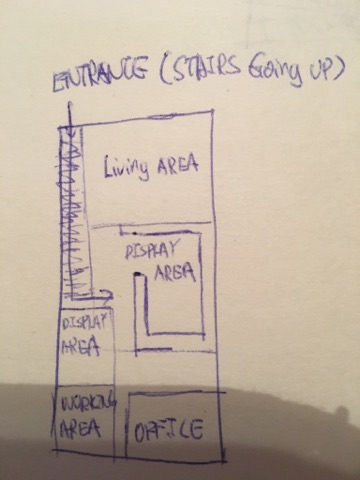 ENTRANCE (STAIRS Going UP)
Living AREA
DISPLAY
AREA
DISPLAY
AREA
WORKING
AREA
OFFICE